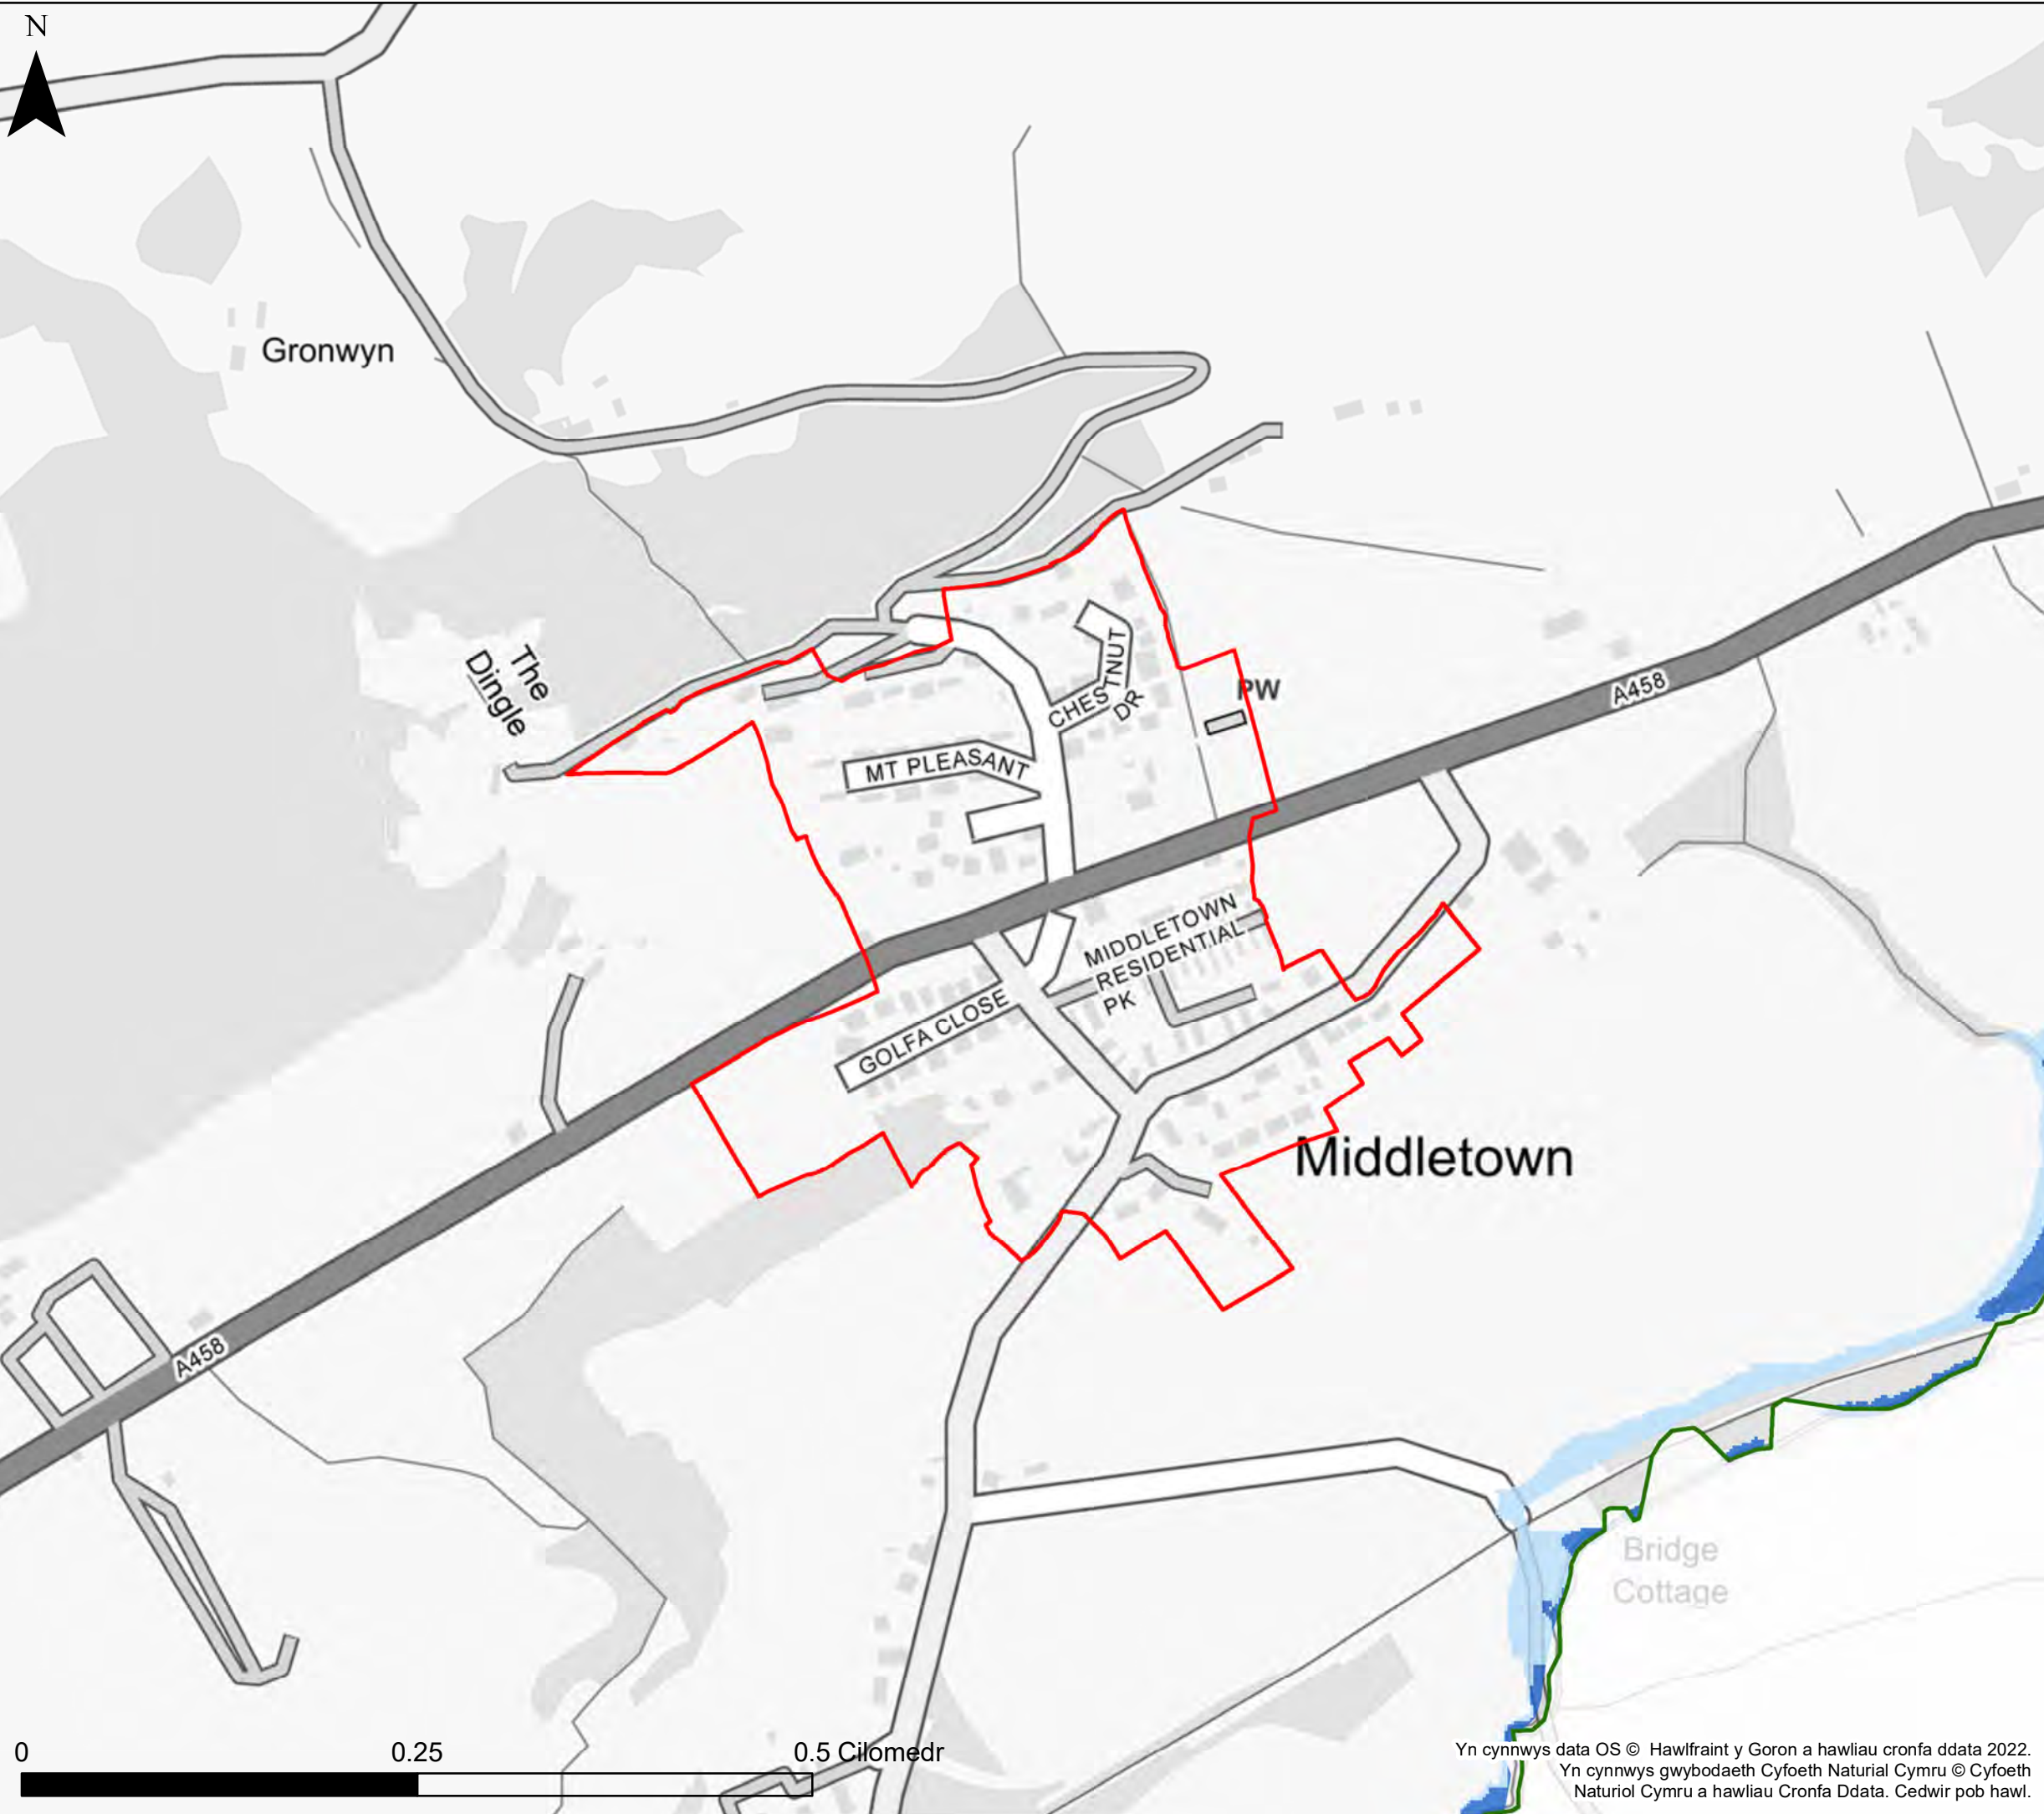 N
Gronwyn
The
Dingle
CHESTNUT
DR
PW
A458
MT PLEASANT
MIDDLETOWN
RESIDENTIAL
PK
GOLFA CLOSE
Middletown
A458
Bridge
Cottage
0 0.25 0.5 Cilomedr
Yn cynnwys data OS © Hawlfraint y Goron a hawliau cronfa ddata 2022.
Yn cynnwys gwybodaeth Cyfoeth Naturial Cymru © Cyfoeth
Naturiol Cymru a hawliau Cronfa Ddata. Cedwir pob hawl.